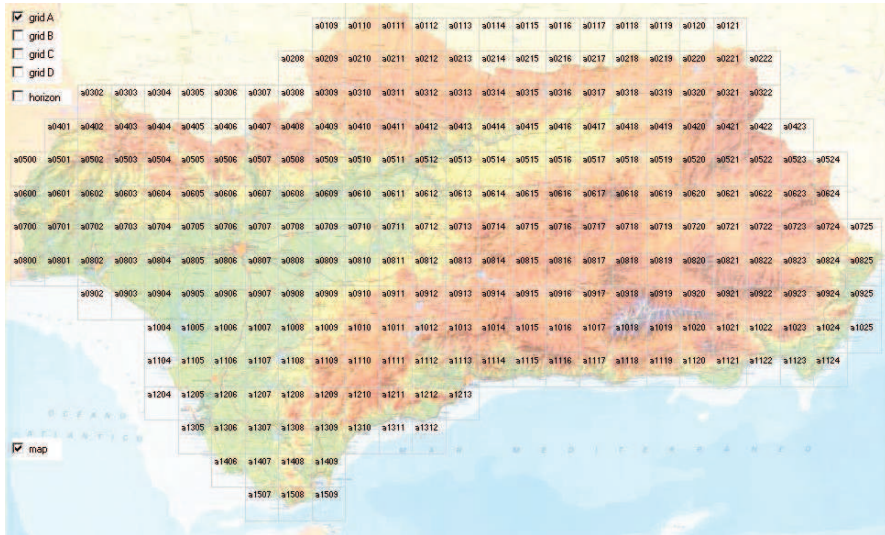 grid A
a0109 a0110 a0111 a0112 a0113 a0114 a0115 a0116 a0117 a0118 a0119 a0120 a0121
grid B
grid C
a0208 a0209 a0210 a0211 a0212 a0213 a0214 a0215 a0216 a0217 a0218 a0219 a0220 a0221 a0222
grid D
horizon
a0302 a0303 a0304 a0305 a0306 a0307 a0308 a0309 a0310 a0311 a0312 a0313 a0314 a0315 a0316 a0317 a0318 a0319 a0320 a0321 a0322
a0401 a0402 a0403 a0404 a0405 a0406 a0407 a0408 a0409 a0410 a0411 a0412 a0413 a0414 a0415 a0416 a0417 a0418 a0419 a0420 a0421 a0422 a0423
a0500 a0501 a0502 a0503 a0504 a0505 a0506 a0507 a0508 a0509 a0510 a0511 a0512 a0513 a0514 a0515 a0516 a0517 a0518 a0519 a0520 a0521 a0522 a0523 a0524
a0600 a0601 a0602 a0603 a0604 a0605 a0606 a0607 a0608 a0609 a0610 a0611 a0612 a0613 a0614 a0615 a0616 a0617 a0618 a0619 a0620 a0621 a0622 a0623 a0624
a0700 a0701 a0702 a0703 a0704 a0705 a0706 a0707 a0708 a0709 a0710 a0711 a0712 a0713 a0714 a0715 a0716 a0717 a0718 a0719 a0720 a0721 a0722 a0723 a0724 a0725
a0800 a0801 a0802 a0803 a0804 a0805 a0806 a0807 a0808 a0809 a0810 a0811 a0812 a0813 a0814 a0815 a0816 a0817 a0818 a0819 a0820 a0821 a0822 a0823 a0824 a0825
a0902 a0903 a0904 a0905 a0906 a0907 a0908 a0909 a0910 a0911 a0912 a0913 a0914 a0915 a0916 a0917 a0918 a0919 a0920 a0921 a0922 a0923 a0924 a0925
a1004 a1005 a1006 a1007 a1008 a1009 a1010 a1011 a1012 a1013 a1014 a1015 a1016 a1017 a1018 a1019 a1020 a1021 a1022 a1023 a1024 a1025
a1104 a1105 a1106 a1107 a1108 a1109 a1110 a1111 a1112 a1113 a1114 a1115 a1116 a1117 a1118 a1119 a1120 a1121 a1122 a1123 a1124
a1204 a1205 a1206 a1207 a1208 a1209 a1210 a1211 a1212 a1213
OCEANO
a1305 a1306 a1307 a1308 a1309 a1310 a1311 a1312
ATLANTICO
map
MAR MEDITERRANEO
a1406 a1407 a1408 a1409
a1507 a1508 a1509